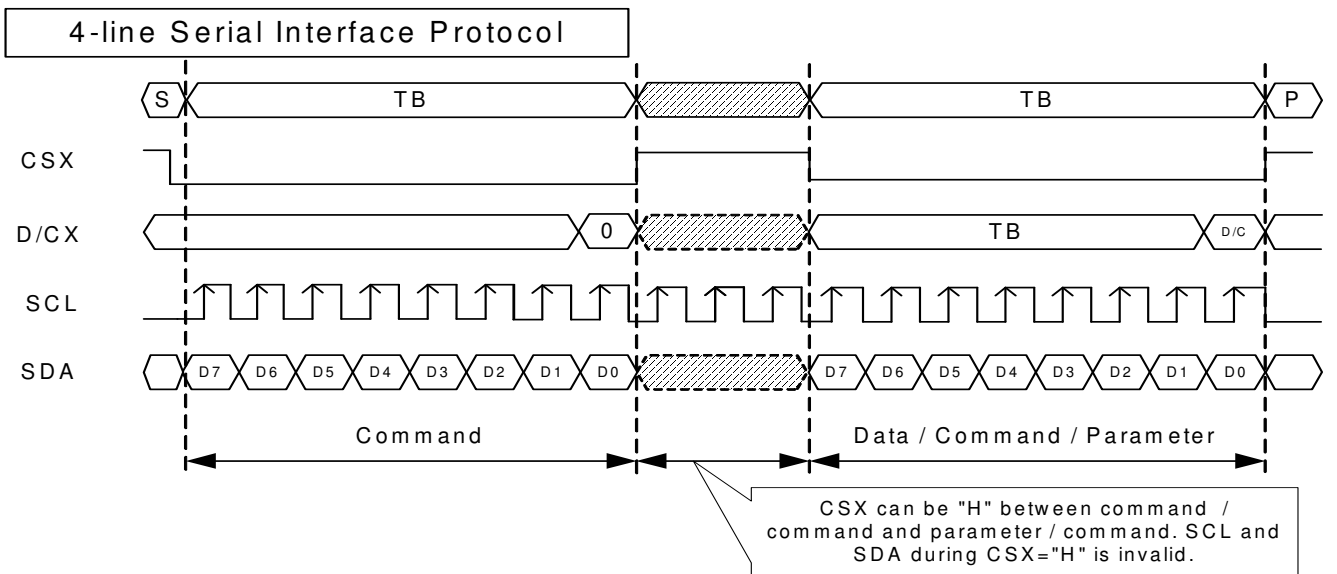 4-line Serial Interface Protocol
S TB TB P
CSX
D/CX 0 TB D/C
SCL
SDA D7 D6 D5 D4 D3 D2 D1 D0 D7 D6 D5 D4 D3 D2 D1 D0
Command Data / Command / Parameter
CSX can be "H" between command /
command and parameter / command. SCL and
SDA during CSX="H" is invalid.